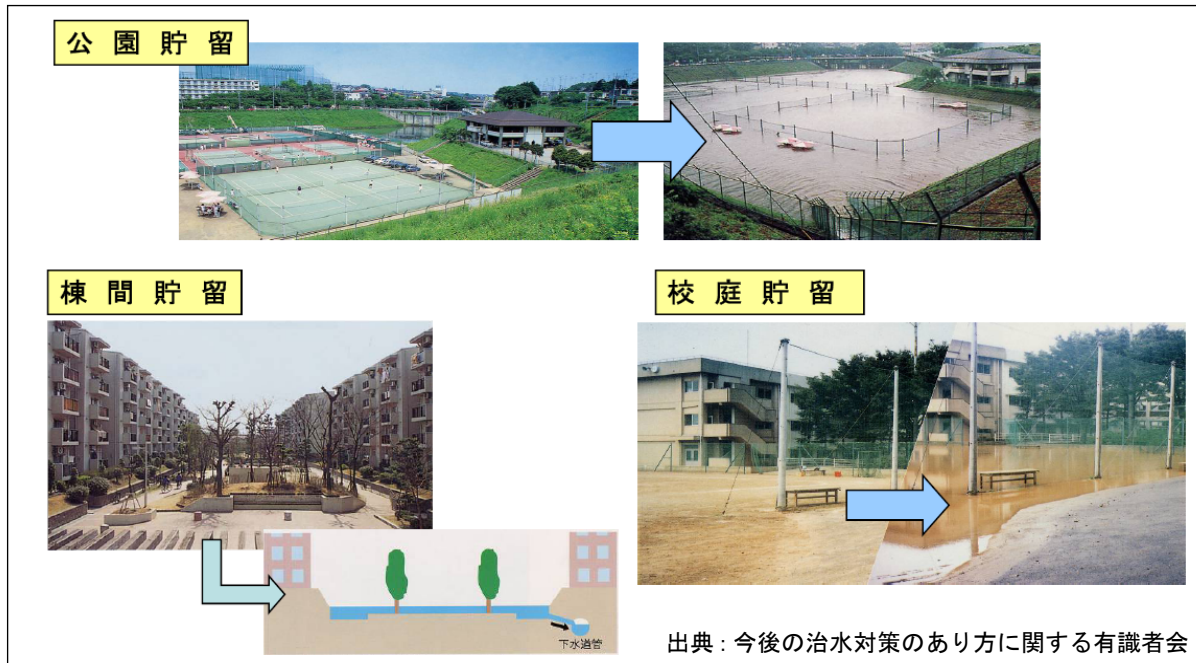 公園貯留
棟間貯留
校庭貯留
下水道管
出典：今後の治水対策のあり方に関する有識者会